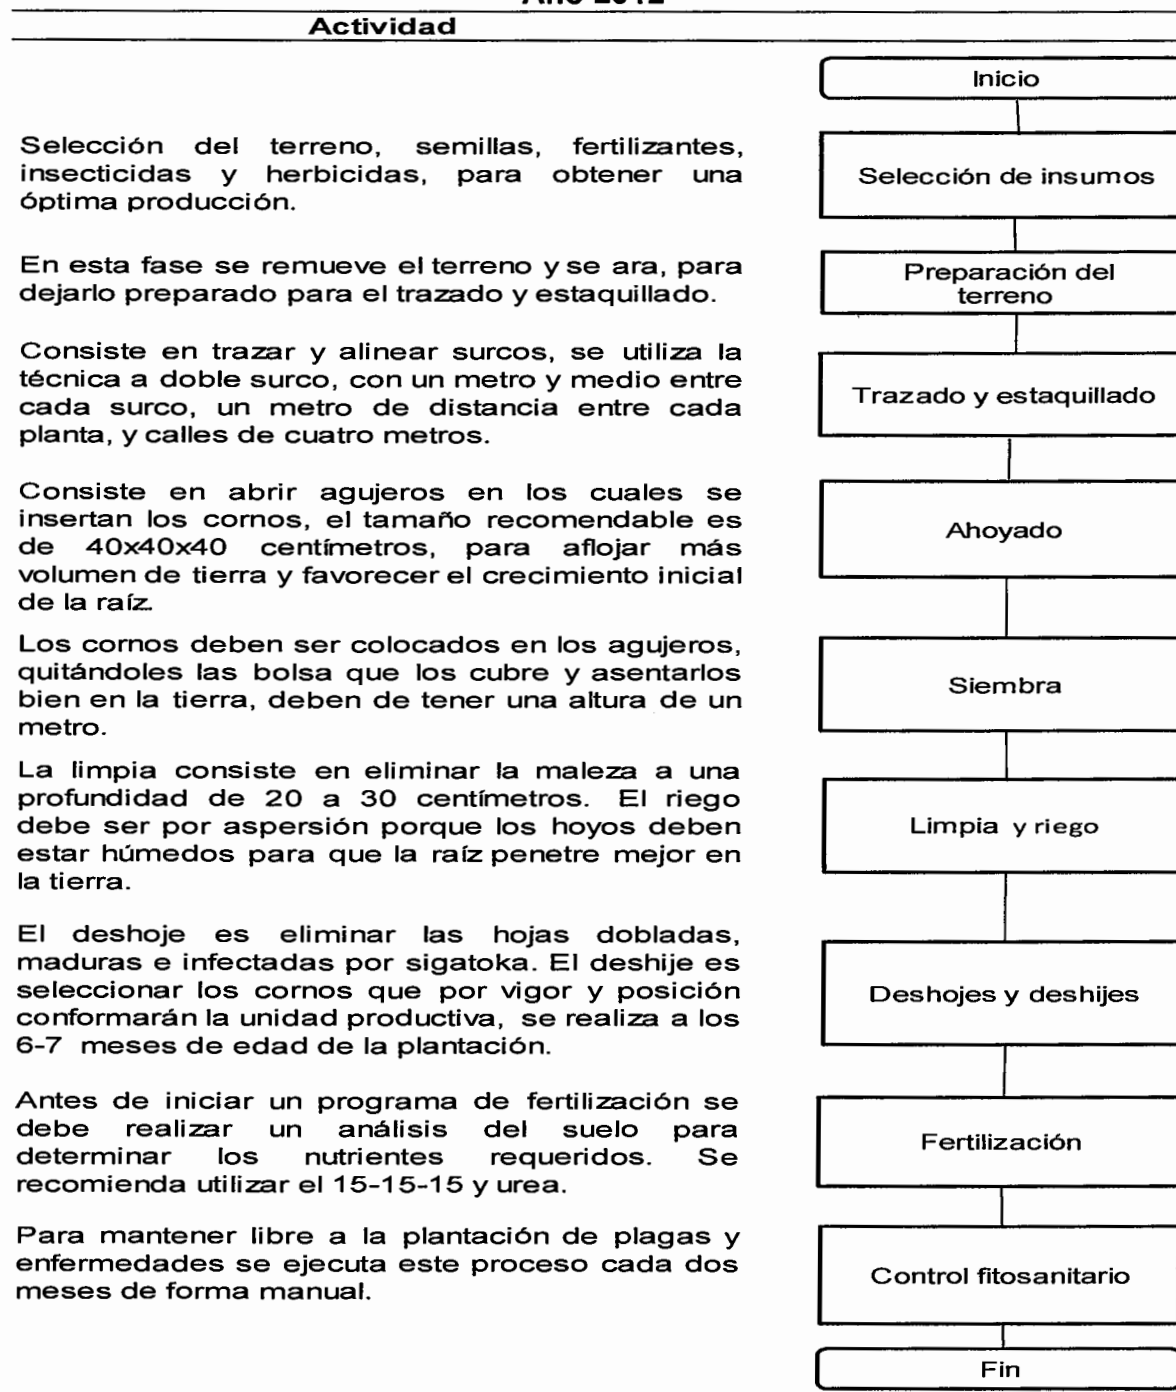 Actividad
Inicio
Selección del terreno, semillas, fertilizantes,
insecticidas y herbicidas, para obtener una
óptima producción.
Selección de insumos
En esta fase se remueve el terreno y se ara, para
dejarlo preparado para el trazado y estaquillado.
Preparación del
terreno
Consiste en trazar y alinear surcos, se utiliza la
técnica a doble surco, con un metro y medio entre
cada surco, un metro de distancia entre cada
planta, y calles de cuatro metros.
Trazado y estaquillado
Consiste en abrir agujeros en los cuales se
insertan los cornos, el tamaño recomendable es
de 40x40x40 centímetros, para aflojar más
volumen de tierra y favorecer el crecimiento inicial
de la raíz.
Ahoyado
Los cornos deben ser colocados en los agujeros,
quitándoles las bolsa que los cubre y asentarlos
bien en la tierra, deben de tener una altura de un
metro.
Siembra
La limpia consiste en eliminar la maleza a una
profundidad de 20 a 30 centímetros. El riego
debe ser por aspersión porque los hoyos deben
estar húmedos para que la raíz penetre mejor en
la tierra.
Limpia y riego
El deshoje es eliminar las hojas dobladas,
maduras e infectadas por sigatoka. El deshije es
seleccionar los cornos que por vigor y posición
conformarán la unidad productiva, se realiza a los
6-7 meses de edad de la plantación.
Deshojes y deshijes
Antes de iniciar un programa de fertilización se
debe realizar un análisis del suelo para
determinar los nutrientes requeridos. Se
recomienda utilizar el 15-15-15 y urea.
Fertilización
Para mantener libre a la plantación de plagas y
enfermedades se ejecuta este proceso cada dos
meses de forma manual.
Control fitosanitario
Fin